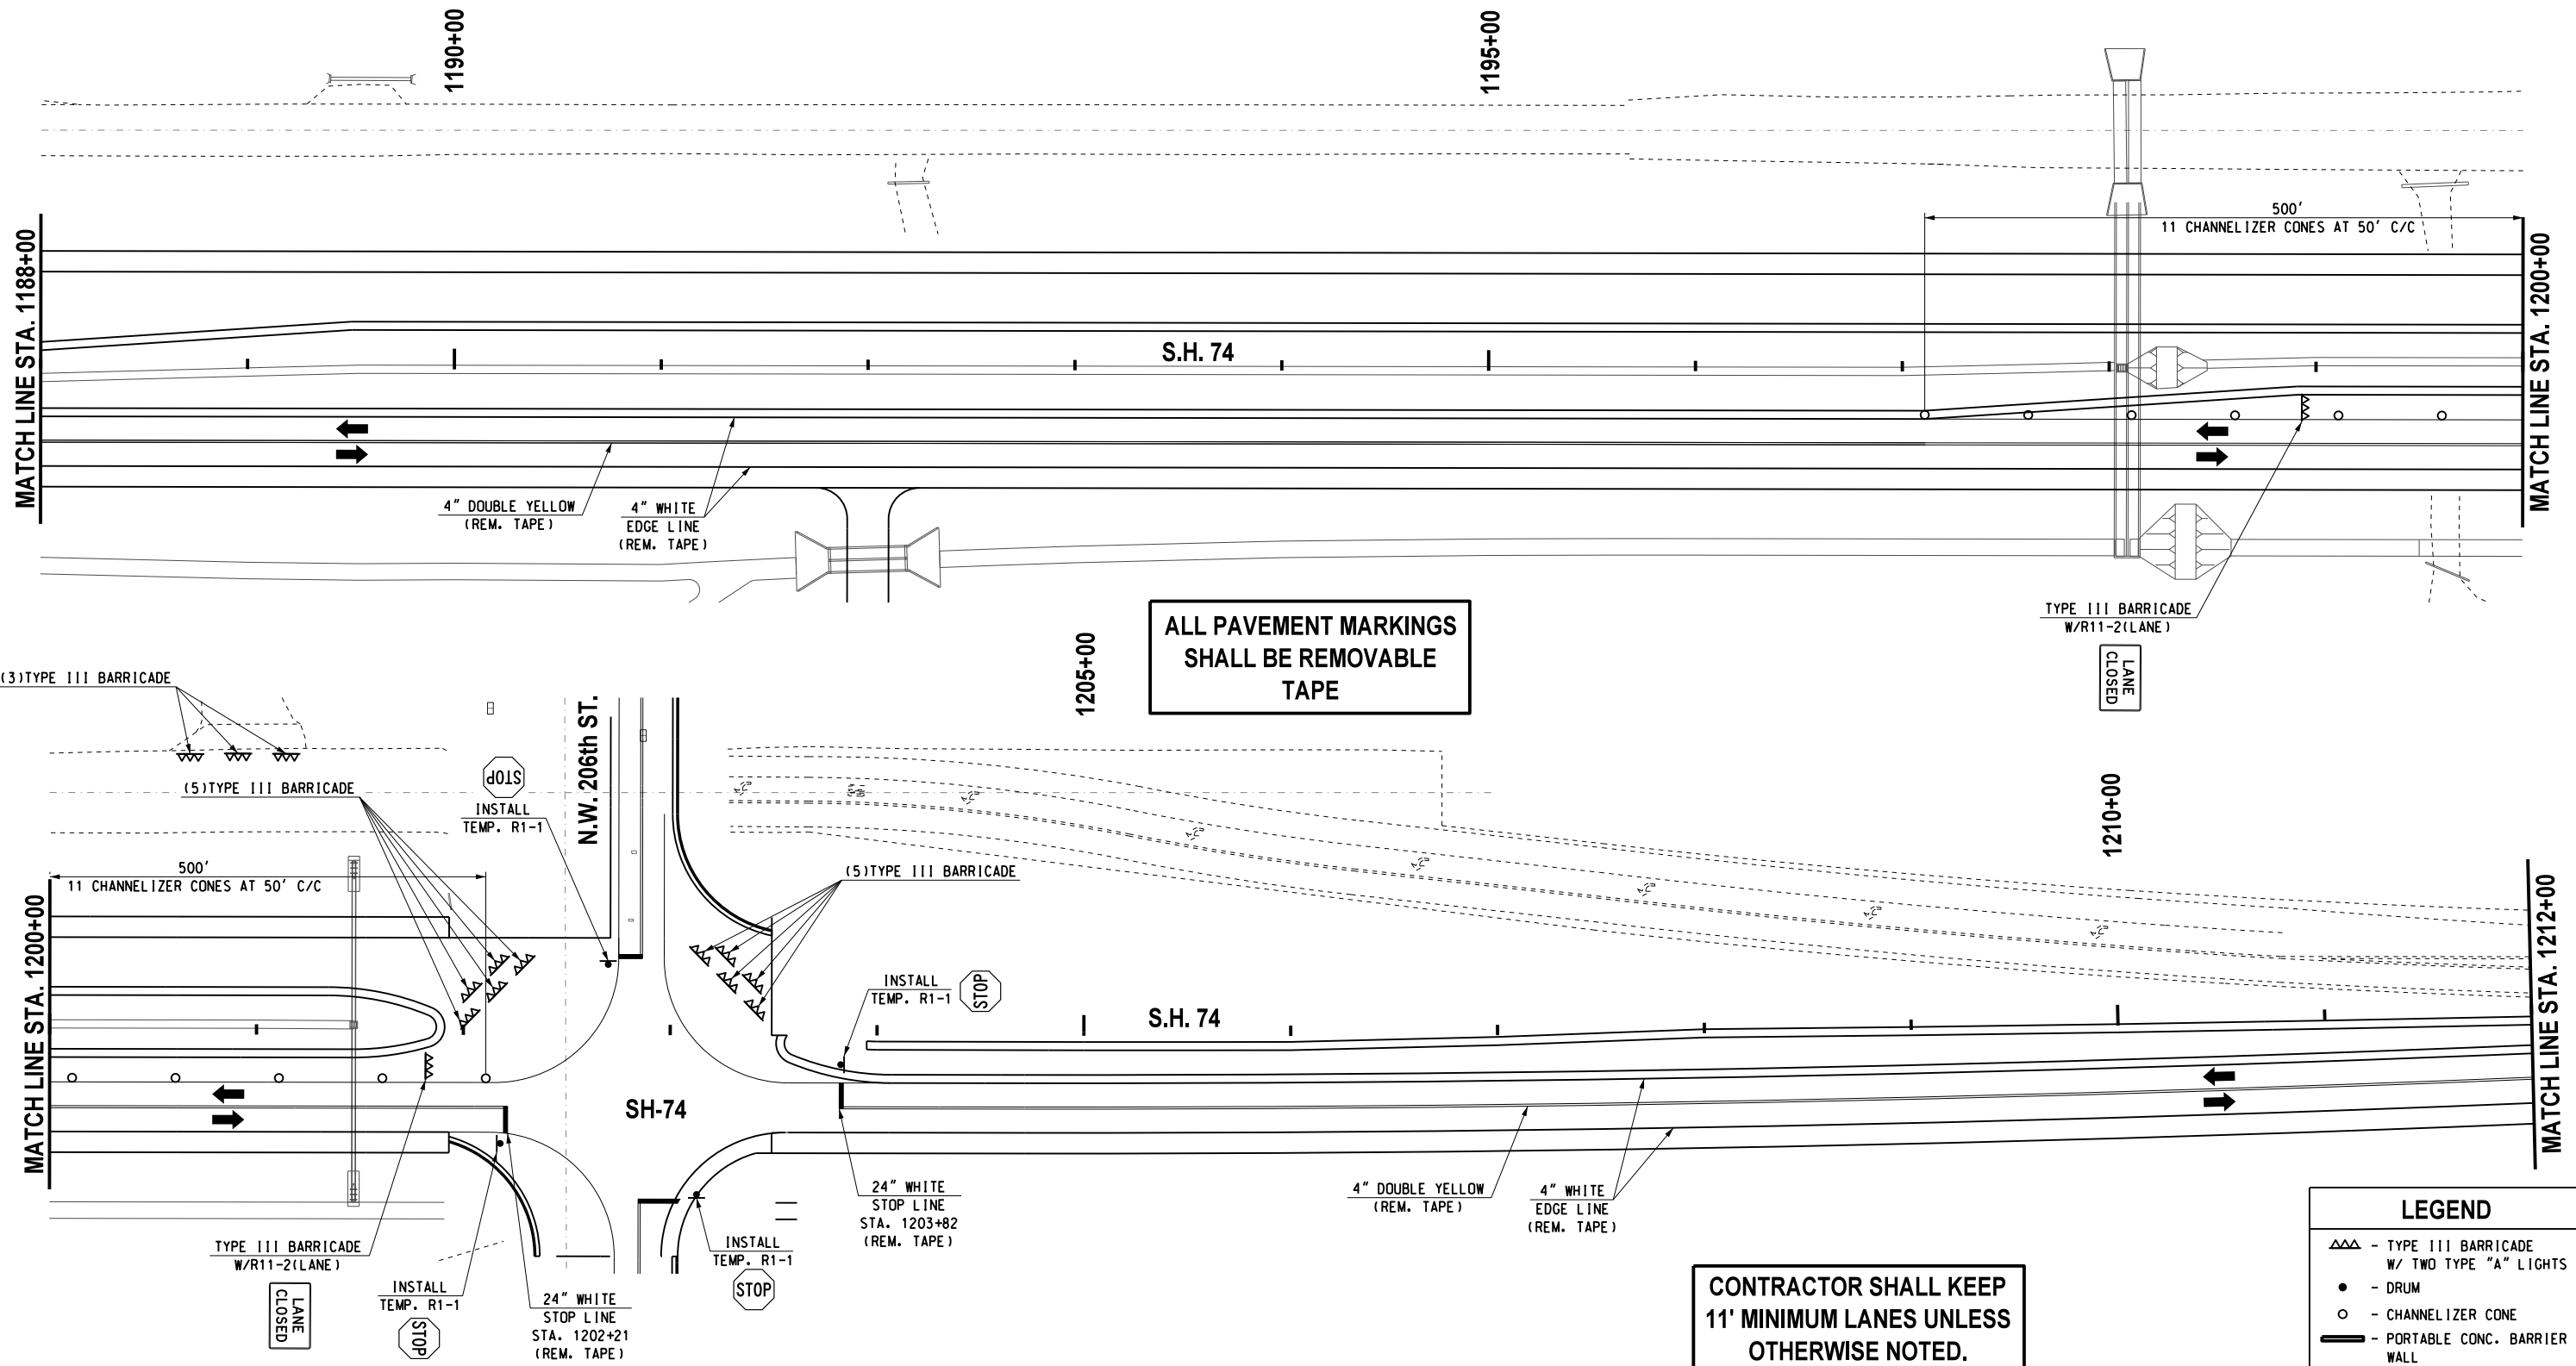 1190+00
1195+00
500'
11 CHANNELIZER CONES AT 50' C/C
MATCH LINE STA. 1188+00
S.H. 74
MATCH LINE STA. 1200+00
4" DOUBLE YELLOW
(REM. TAPE)
4" WHITE
EDGE LINE
(REM. TAPE)
TYPE III BARRICADE
W/R11-2(LANE)
LANE
CLOSED
ALL PAVEMENT MARKINGS
SHALL BE REMOVABLE
TAPE
(3)TYPE III BARRICADE
(5)TYPE III BARRICADE
STOP
INSTALL
TEMP. R1-1
N.W. 206th ST.
1205+00
1210+00
500'
11 CHANNELIZER CONES AT 50' C/C
(5)TYPE III BARRICADE
INSTALL
TEMP. R1-1
STOP
S.H. 74
MATCH LINE STA. 1200+00
MATCH LINE STA. 1212+00
SH-74
TYPE III BARRICADE
W/R11-2(LANE)
LANE
CLOSED
INSTALL
TEMP. R1-1
STOP
24" WHITE
STOP LINE
STA. 1202+21
(REM. TAPE)
INSTALL
TEMP. R1-1
STOP
24" WHITE
STOP LINE
STA. 1203+82
(REM. TAPE)
4" DOUBLE YELLOW
(REM. TAPE)
4" WHITE
EDGE LINE
(REM. TAPE)
CONTRACTOR SHALL KEEP
11' MINIMUM LANES UNLESS
OTHERWISE NOTED.
LEGEND
- TYPE III BARRICADE
W/ TWO TYPE "A" LIGHTS
- DRUM
- CHANNELIZER CONE
- PORTABLE CONC. BARRIER
WALL